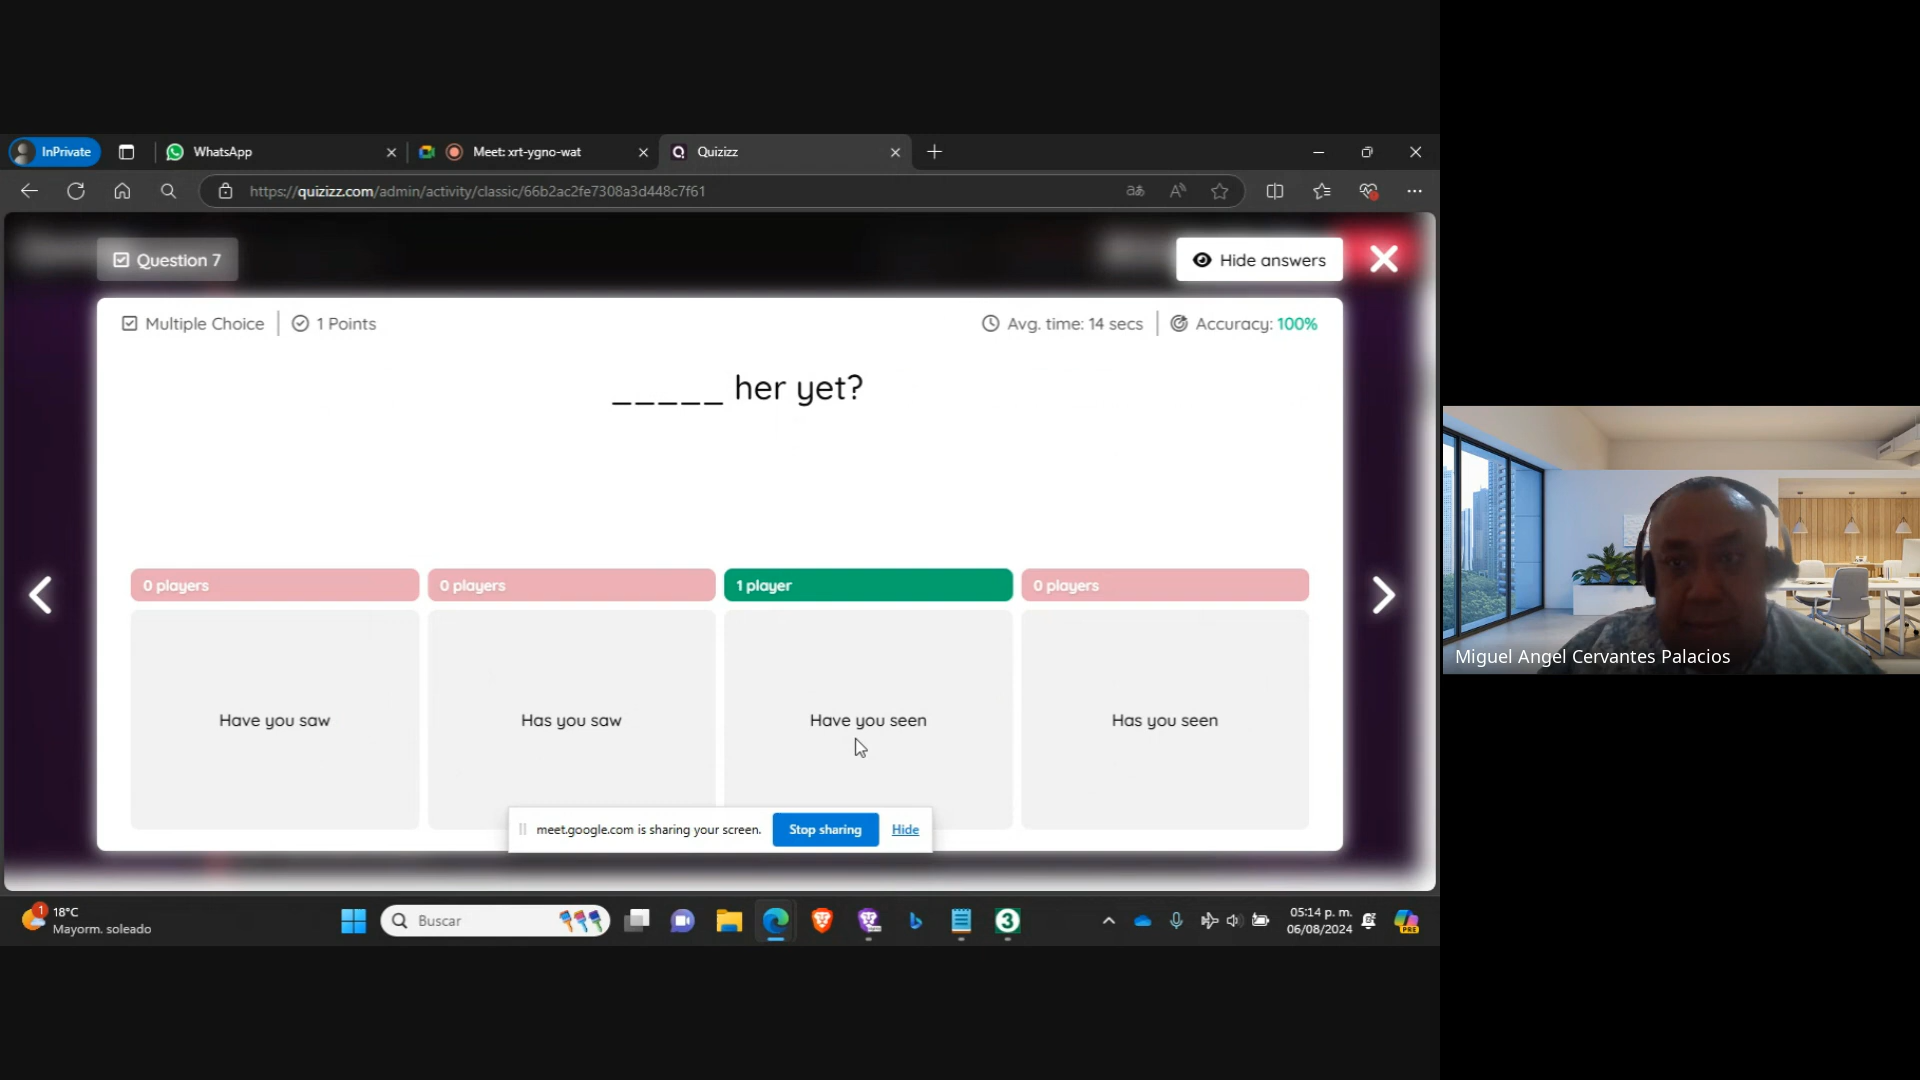 InPrivate
WhatsApp
Meet: xrt-ygno-wat
Quizizz
https://quizizz.com/admin/activity/classic/66b2ac2fe7308a3d448c7f61
Question 7
Hide answers
Multiple Choice
1 Points
Avg. time: 14 secs
Accuracy: 100%
_____ her yet?
0 players
0 players
1 player
0 players
Have you saw
Has you saw
Have you seen
Has you seen
meet.google.com is sharing your screen.
Stop sharing
Hide
Miguel Angel Cervantes Palacios
1
18°C
Mayorm. soleado
Buscar
3
05:14 p. m.
06/08/2024
PRE